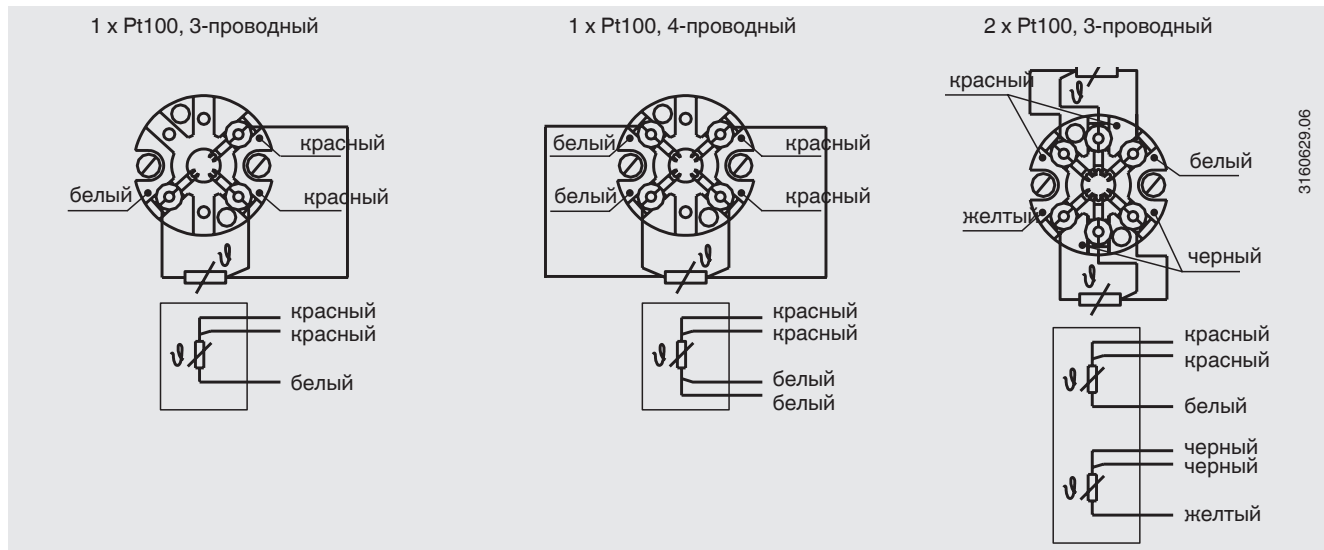 1 x Pt100, 3-проводный
красный
белый
красный
ϑ
красный
красный
ϑ
белый
1 x Pt100, 4-проводный
белый
красный
белый
красный
ϑ
красный
красный
ϑ
белый
белый
2 x Pt100, 3-проводный
красный
ϑ
белый
желтый
черный
ϑ
красный
красный
ϑ
белый
черный
черный
ϑ
желтый
3160629.06